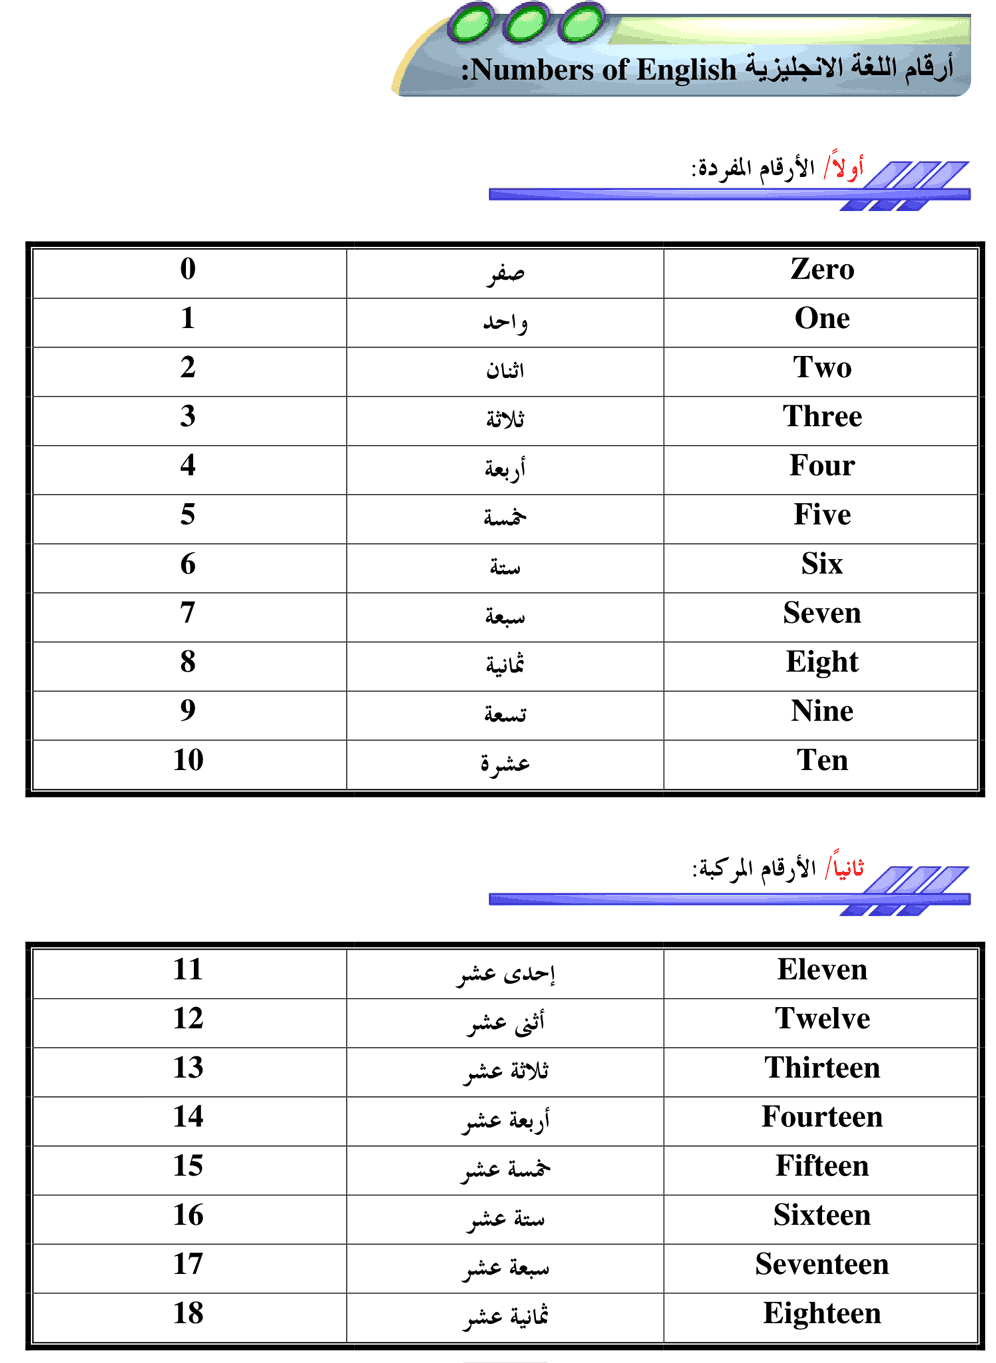 أرقام اللغة الانجليزية Numbers of English:
أولاً/ الأرقام المفردة:
Zero صفر 0
One واحد 1
Two اثنان 2
Three ثلاثة 3
Four أربعة 4
Five خمسة 5
Six ستة 6
Seven سبعة 7
Eight ثمانية 8
Nine تسعة 9
Ten عشرة 10
ثانياً/ الأرقام المركبة:
Eleven إحدى عشر 11
Twelve أثنى عشر 12
Thirteen ثلاثة عشر 13
Fourteen أربعة عشر 14
Fifteen خمسة عشر 15
Sixteen ستة عشر 16
Seventeen سبعة عشر 17
Eighteen ثمانية عشر 18